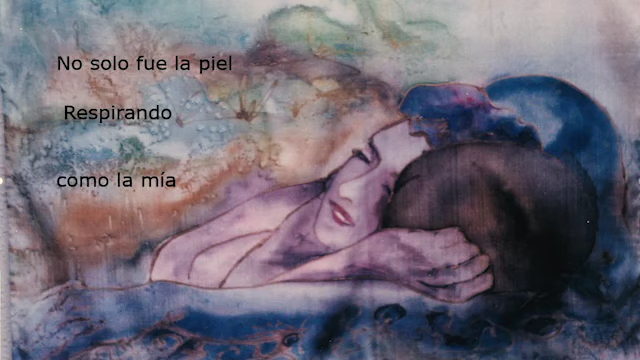 No solo fue la piel
Respirando
como la mía